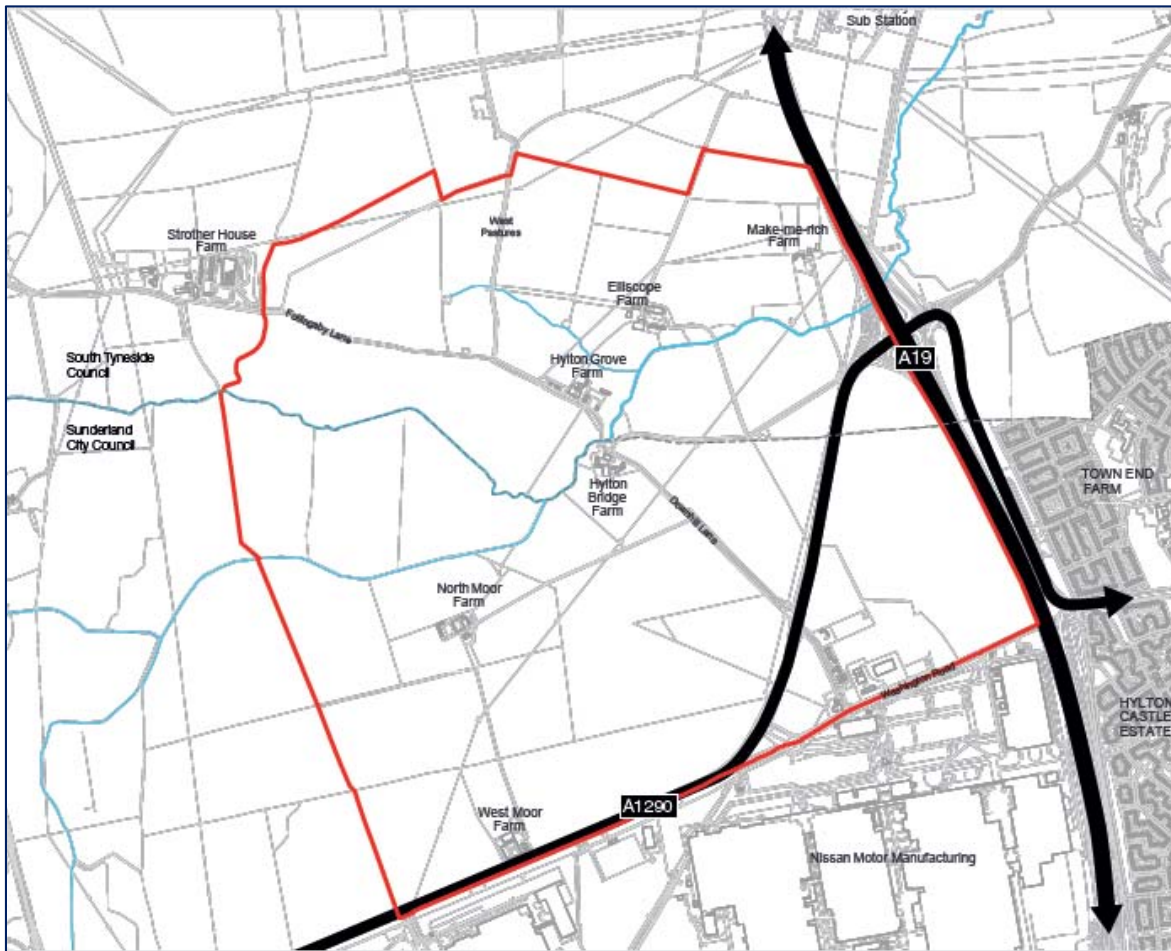 Sub Station
Strother House
Farm
West
Pastures
Make-me-rich
Farm
Elliscope
Farm
Follingsby Lane
A19
South Tyneside
Council
Hylton Grove
Farm
Sunderland
City Council
TOWN END
FARM
Hylton
Bridge
Farm
Downhill Lane
North Moor
Farm
Washington Road
HYLTON
CASTLE
ESTATE
A1290
West Moor
Farm
Nissan Motor Manufacturing